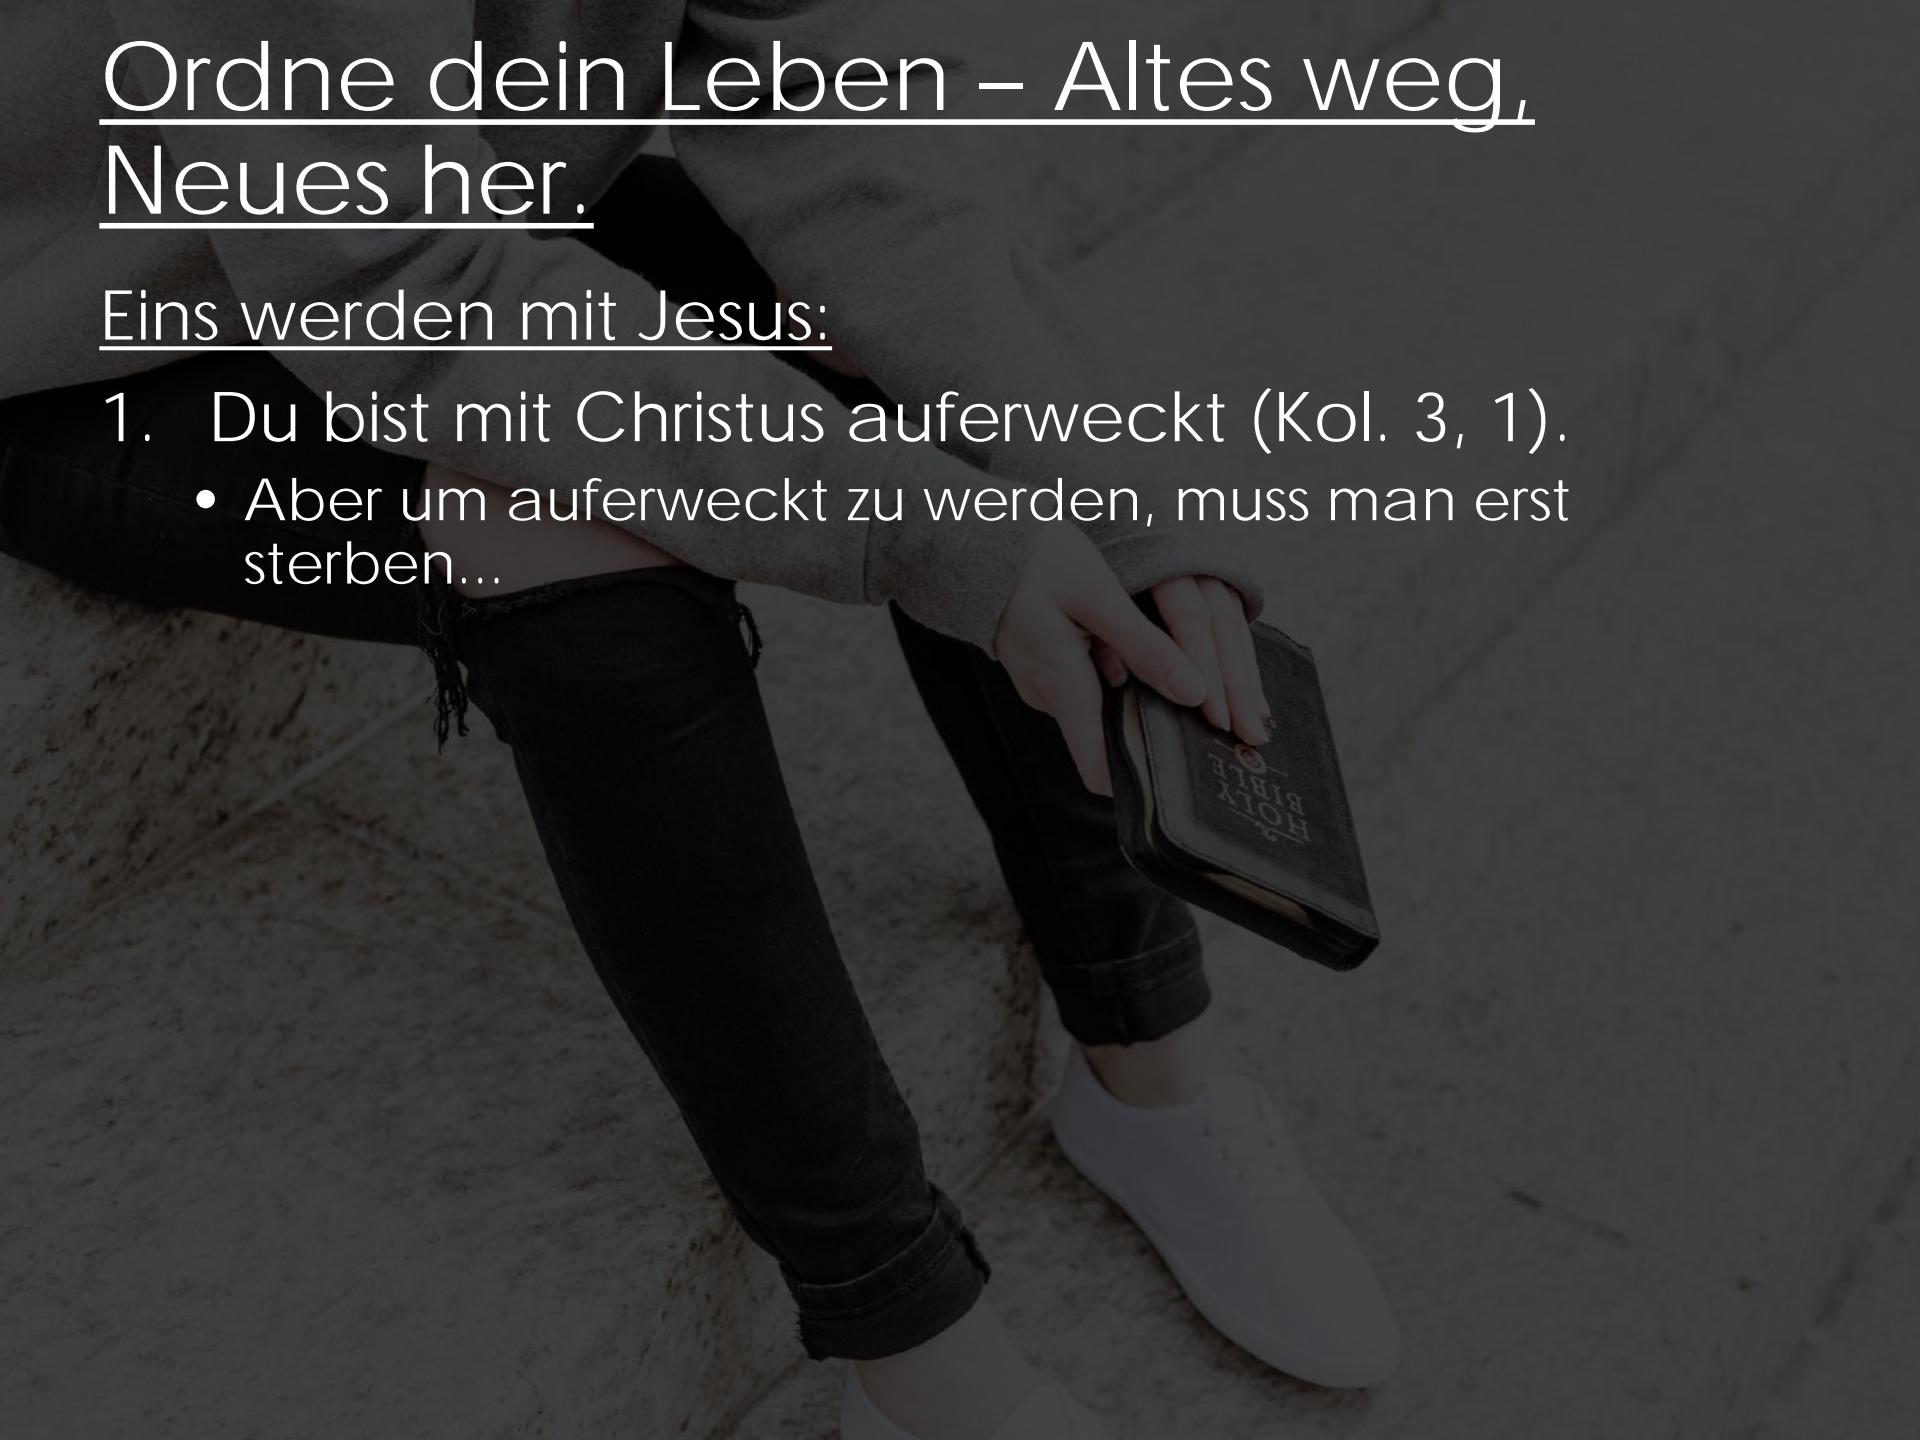 Ordne dein Leben – Altes weg,
Neues her.
Eins werden mit Jesus:
1. Du bist mit Christus auferweckt (Kol. 3, 1).
• Aber um auferweckt zu werden, muss man erst
sterben...
HOLY
BIBLE